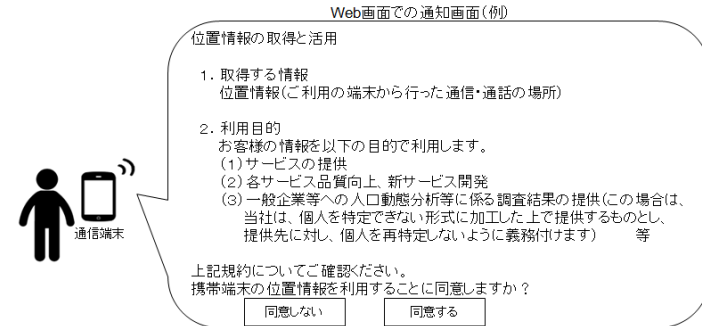 Web画面での通知画面(例)
位置情報の取得と活用
1.取得する情報
位置情報(ご利用の端末から行った通信・通話の場所)
2.利用目的
お客様の情報を以下の目的で利用します。
(1)サービスの提供
(2)各サービス品質向上、新サービス開発
(3)一般企業等への人口動態分析等に係る調査結果の提供(この場合は、
当社は、個人を特定できない形式に加工した上で提供するものとし、
提供先に対し、個人を再特定しないように義務付けます) 等
通信端末
上記規約についてご確認ください。
携帯端末の位置情報を利用することに同意しますか?
同意しない 同意する